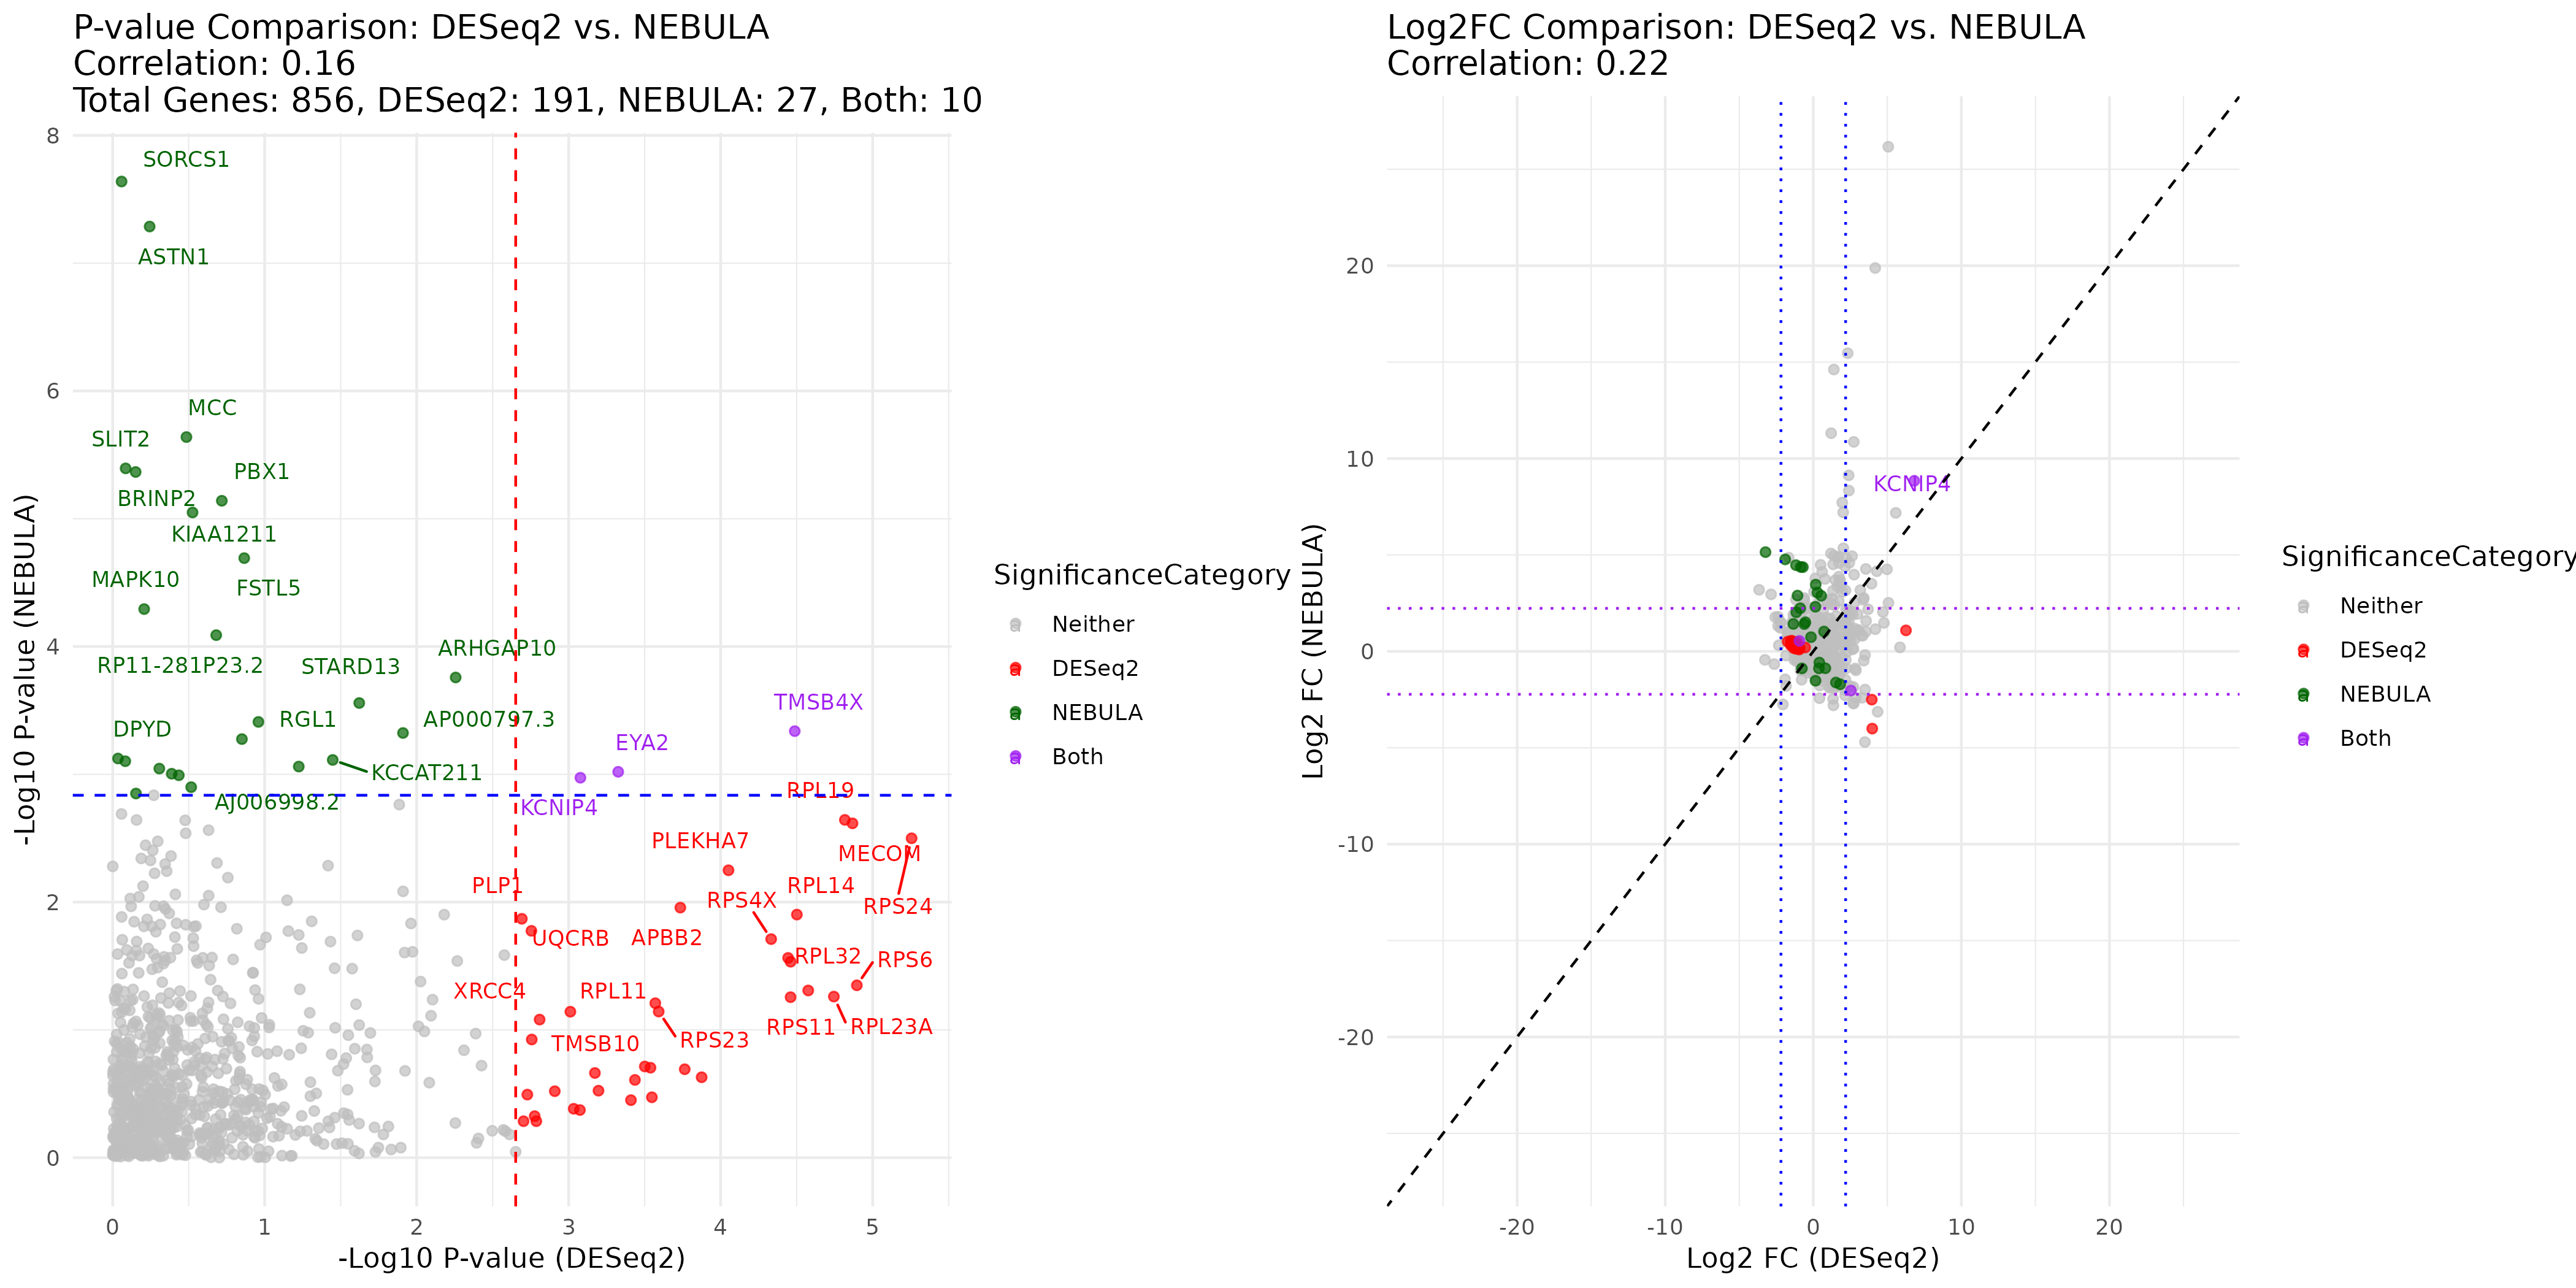 P-value Comparison: DESeq2 vs. NEBULA
Correlation: 0.16
Total Genes: 856, DESeq2: 191, NEBULA: 27, Both: 10
8
6
4
2
0
-Log10 P-value (NEBULA)
SORCS1
ASTN1
MCC
SLIT2
PBX1
BRINP2
KIAA1211
MAPK10
FSTL5
ARHGAP10
RP11-281P23.2
STARD13
TMSB4X
DPYD
RGL1
AP000797.3
EYA2
KCCAT211
RPL19
AJ006998.2
KCNIP4
PLEKHA7
MECOM
PLP1
RPL14
RPS4X
RPS24
UQCRB
APBB2
RPL32
RPS6
XRCC4
RPL11
RPS11
RPL23A
TMSB10
RPS23
0
1
2
3
4
5
-Log10 P-value (DESeq2)
SignificanceCategory
Neither
DESeq2
NEBULA
Both
Log2FC Comparison: DESeq2 vs. NEBULA
Correlation: 0.22
20
10
0
-10
-20
Log2 FC (NEBULA)
KCNIP4
-20
-10
0
10
20
Log2 FC (DESeq2)
SignificanceCategory
Neither
DESeq2
NEBULA
Both